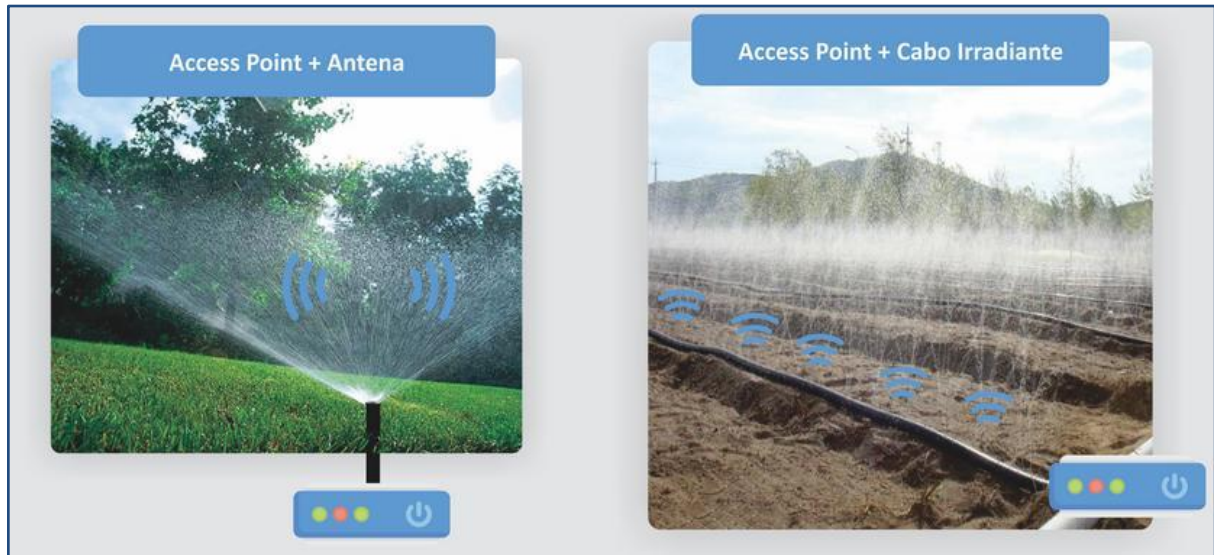 Access Point + Antena
Access Point + Cabo Irradiante